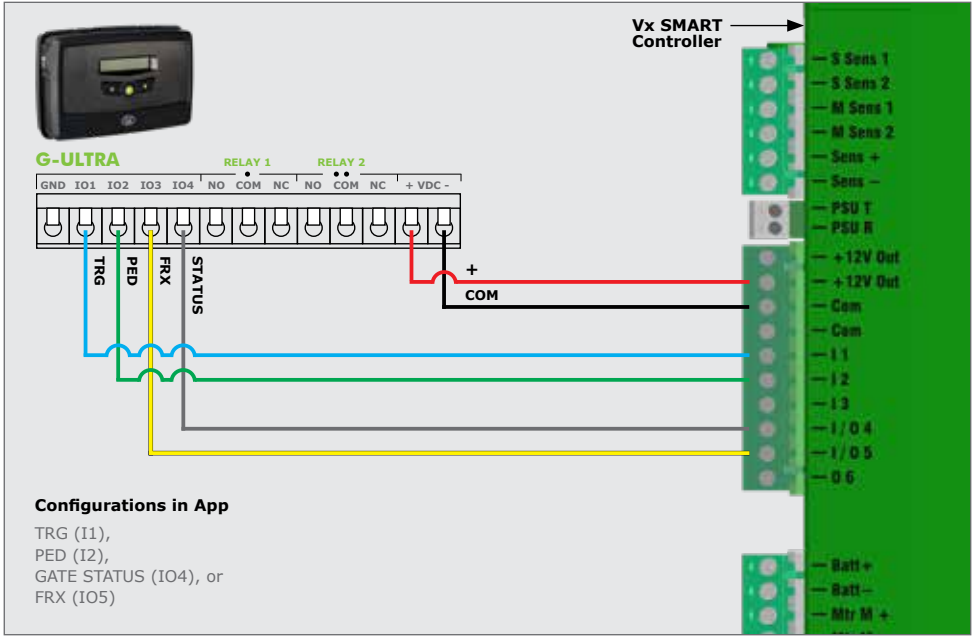 Vx SMART
Controller
G-ULTRA
RELAY 1
RELAY 2
GND IO1 IO2 IO3 IO4 NO COM NC NO COM NC + VDC -
TRG
PED
FRX
STATUS
+
COM
S Sens 1
S Sens 2
M Sens 1
M Sens 2
Sens +
Sens –
PSU T
PSU R
+12V Out
+12V Out
Com
Com
I 1
I 2
I 3
I/O 4
I/O 5
O 6
Batt+
Batt–
Mtr M +
Configurations in App
TRG (I1),
PED (I2),
GATE STATUS (IO4), or
FRX (IO5)